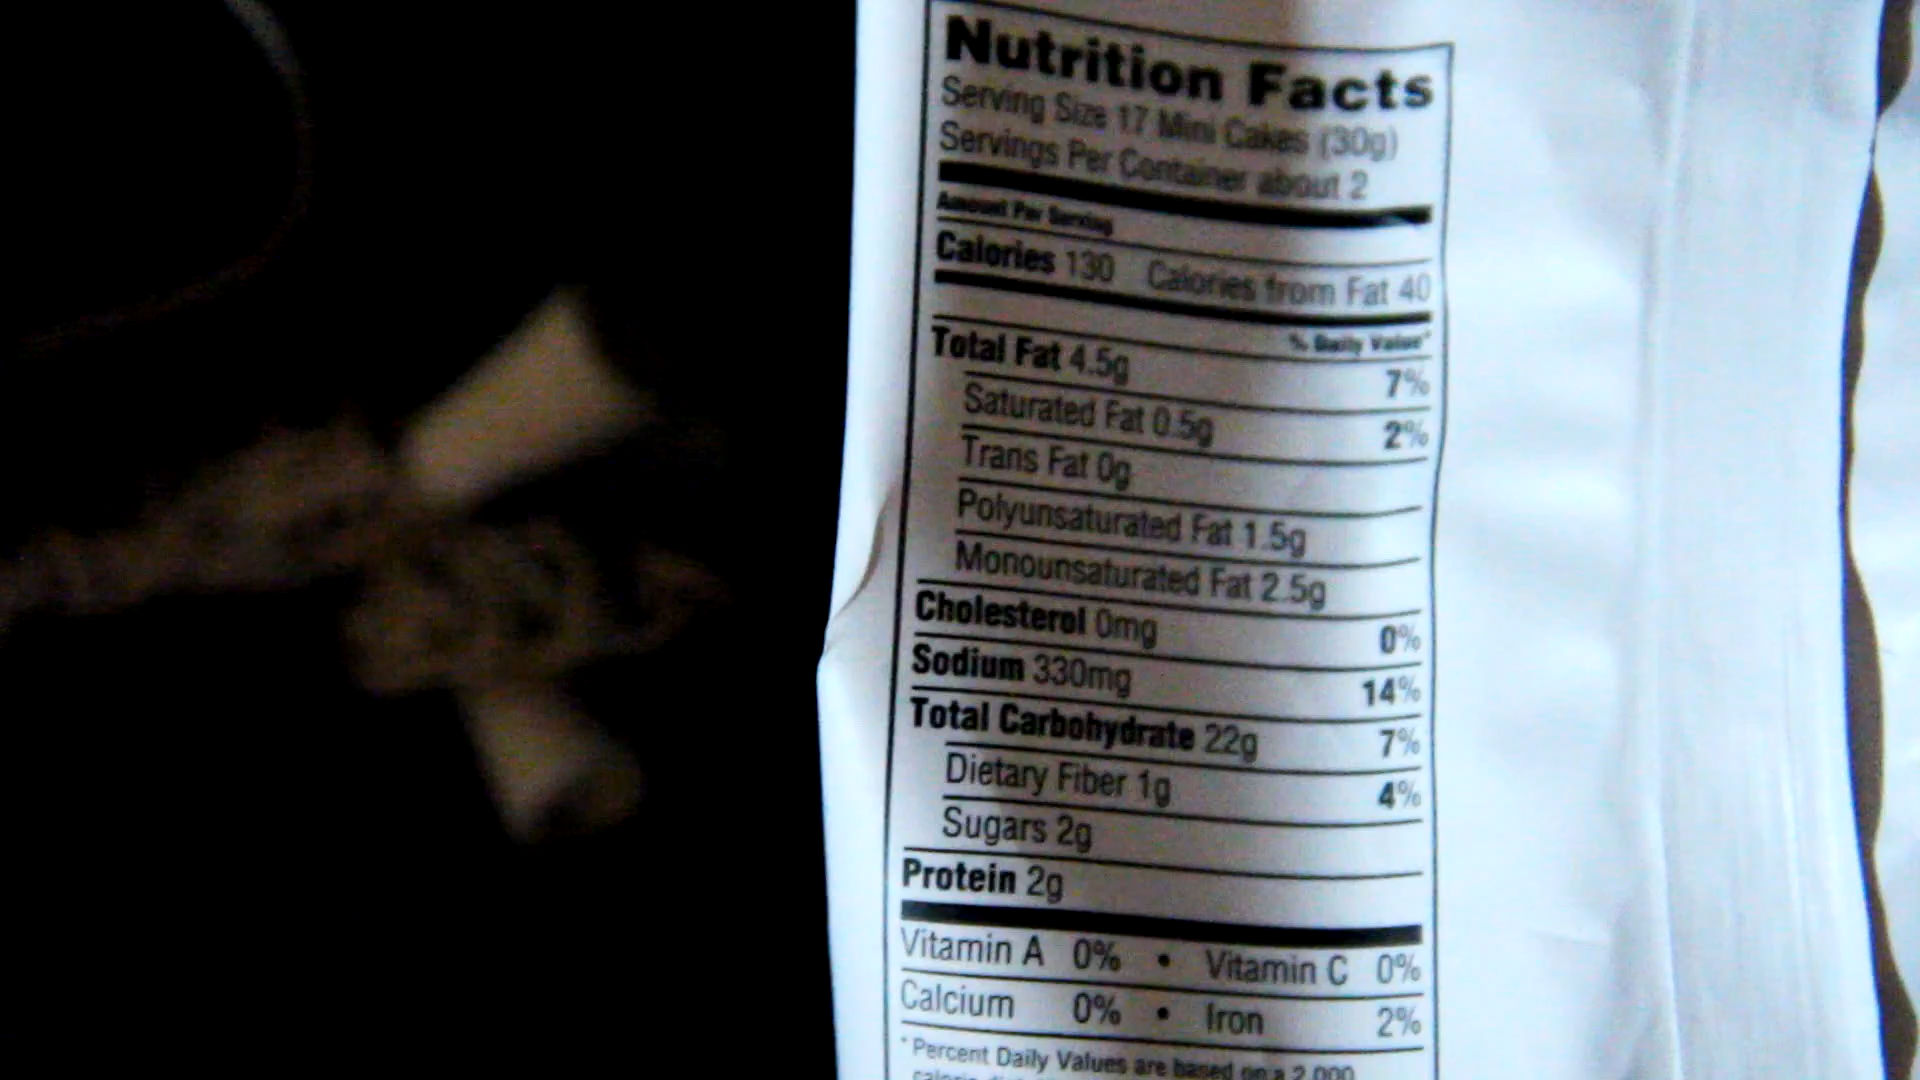 Nutrition Facts
Serving Size 17 Mini Cakes (30g)
Servings Per Container about 2
Amount Per Serving
Calories 130 Calories from Fat 40
% Daily Value*
Total Fat 4.5g 7%
Saturated Fat 0.5g 2%
Trans Fat 0g
Polyunsaturated Fat 1.5g
Monounsaturated Fat 2.5g
Cholesterol 0mg 0%
Sodium 330mg 14%
Total Carbohydrate 22g 7%
Dietary Fiber 1g 4%
Sugars 2g
Protein 2g
Vitamin A 0% • Vitamin C 0%
Calcium 0% • Iron 2%
*Percent Daily Values are based on a 2,000